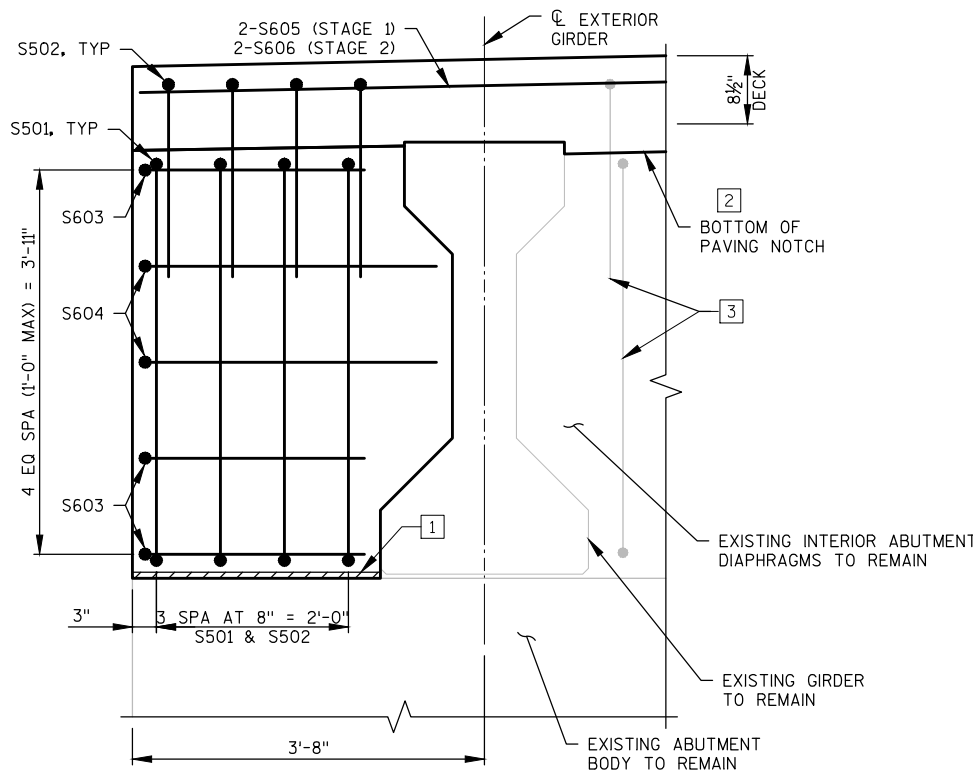 ℄ EXTERIOR
GIRDER
2-S605 (STAGE 1)
2-S606 (STAGE 2)
S502, TYP
8½"
DECK
S501, TYP
S603
2
BOTTOM OF
PAVING NOTCH
S604
3
4 EQ SPA (1'-0" MAX) = 3'-11"
S603
1
EXISTING INTERIOR ABUTMENT
DIAPHRAGMS TO REMAIN
3"
3 SPA AT 8" = 2'-0"
S501 & S502
EXISTING GIRDER
TO REMAIN
3'-8"
EXISTING ABUTMENT
BODY TO REMAIN